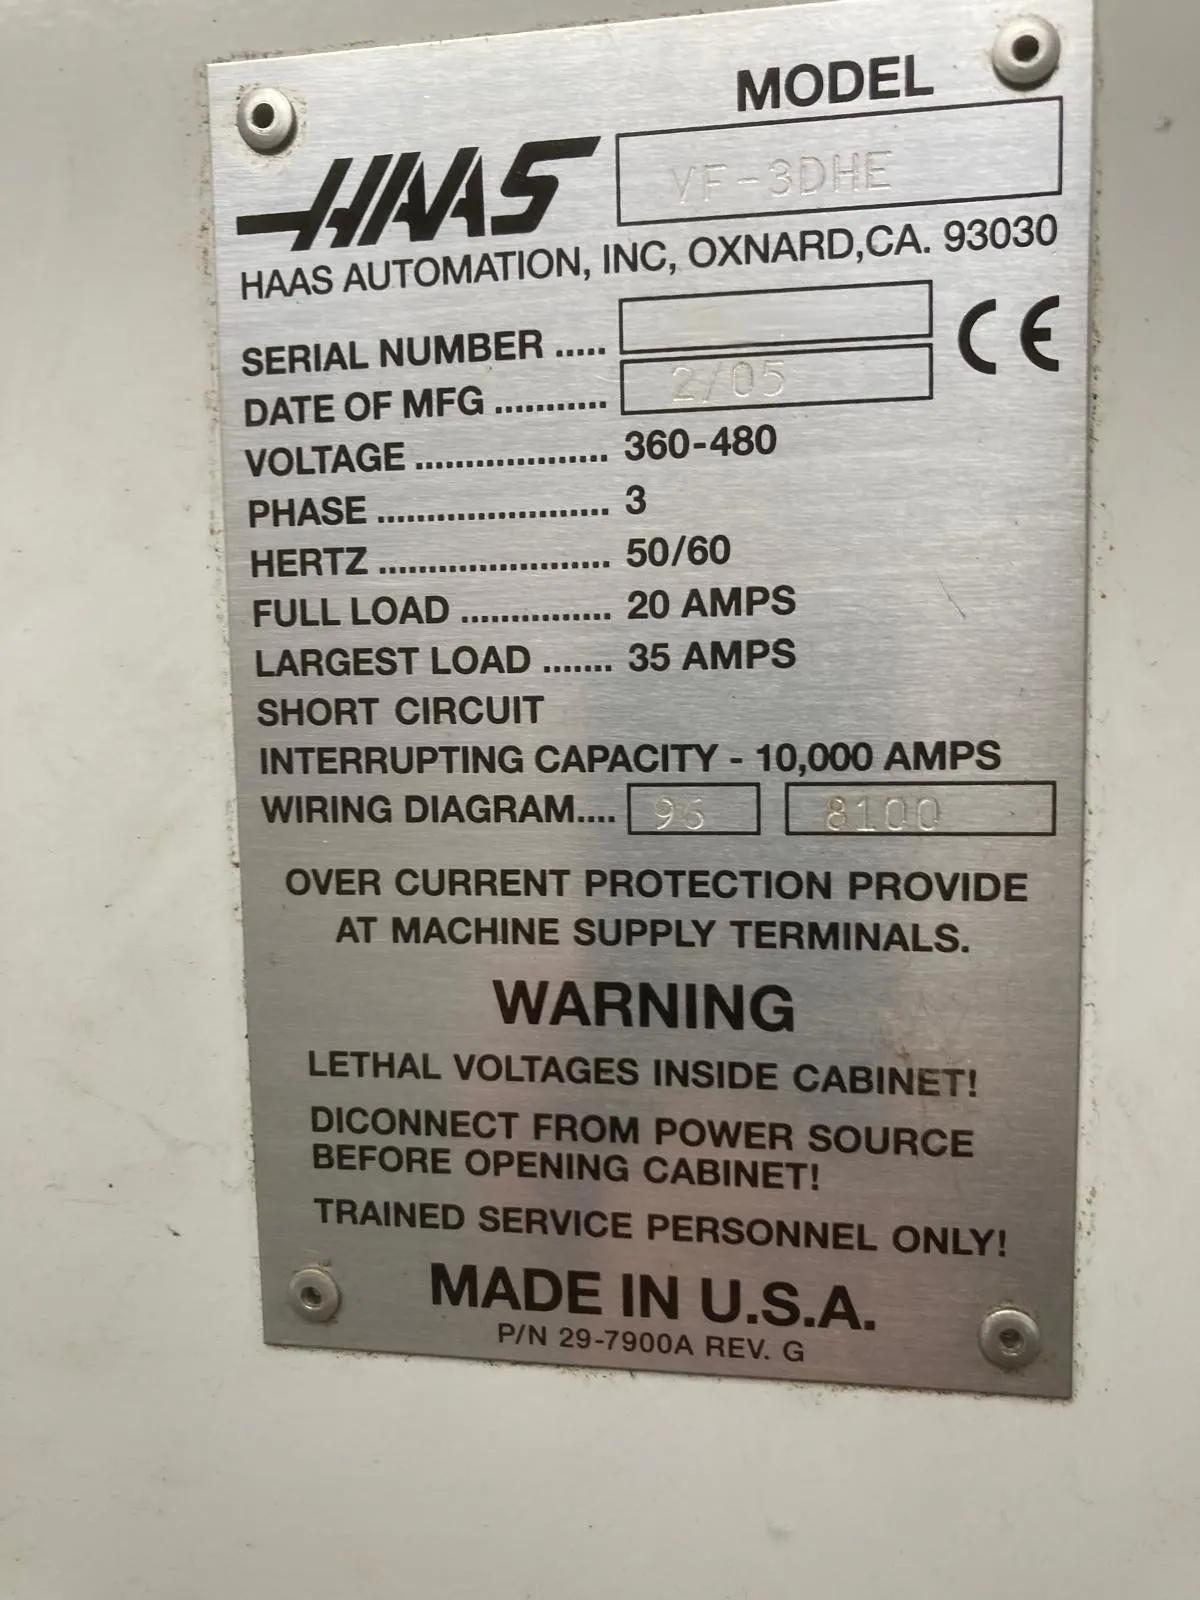 MODEL
HAAS VF-3DHE
HAAS AUTOMATION, INC, OXNARD,CA. 93030
SERIAL NUMBER .....
CE
DATE OF MFG ........... 2/05
VOLTAGE ................... 360-480
PHASE ....................... 3
HERTZ ....................... 50/60
FULL LOAD ............... 20 AMPS
LARGEST LOAD ....... 35 AMPS
SHORT CIRCUIT
INTERRUPTING CAPACITY - 10,000 AMPS
WIRING DIAGRAM.... 96 8100
OVER CURRENT PROTECTION PROVIDE
AT MACHINE SUPPLY TERMINALS.
WARNING
LETHAL VOLTAGES INSIDE CABINET!
DICONNECT FROM POWER SOURCE
BEFORE OPENING CABINET!
TRAINED SERVICE PERSONNEL ONLY!
MADE IN U.S.A.
P/N 29-7900A REV. G